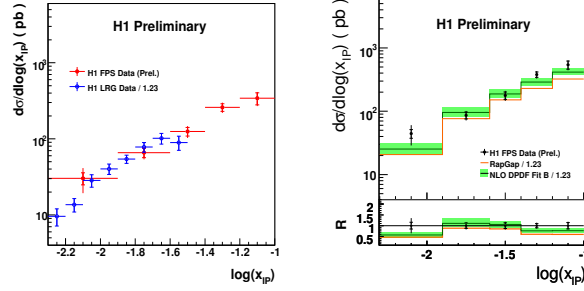 H1 Preliminary
dσ/dlog(x_IP) ( pb )
10³
10²
10
H1 FPS Data (Prel.)
H1 LRG Data / 1.23
-2.2 -2 -1.8 -1.6 -1.4 -1.2 -1
log(x_IP)
H1 Preliminary
dσ/dlog(x_IP) ( pb )
10³
10²
10
H1 FPS Data (Prel.)
RapGap / 1.23
NLO DPDF Fit B / 1.23
R
2
1.5
1
0.5
-2 -1.5 -1
log(x_IP)